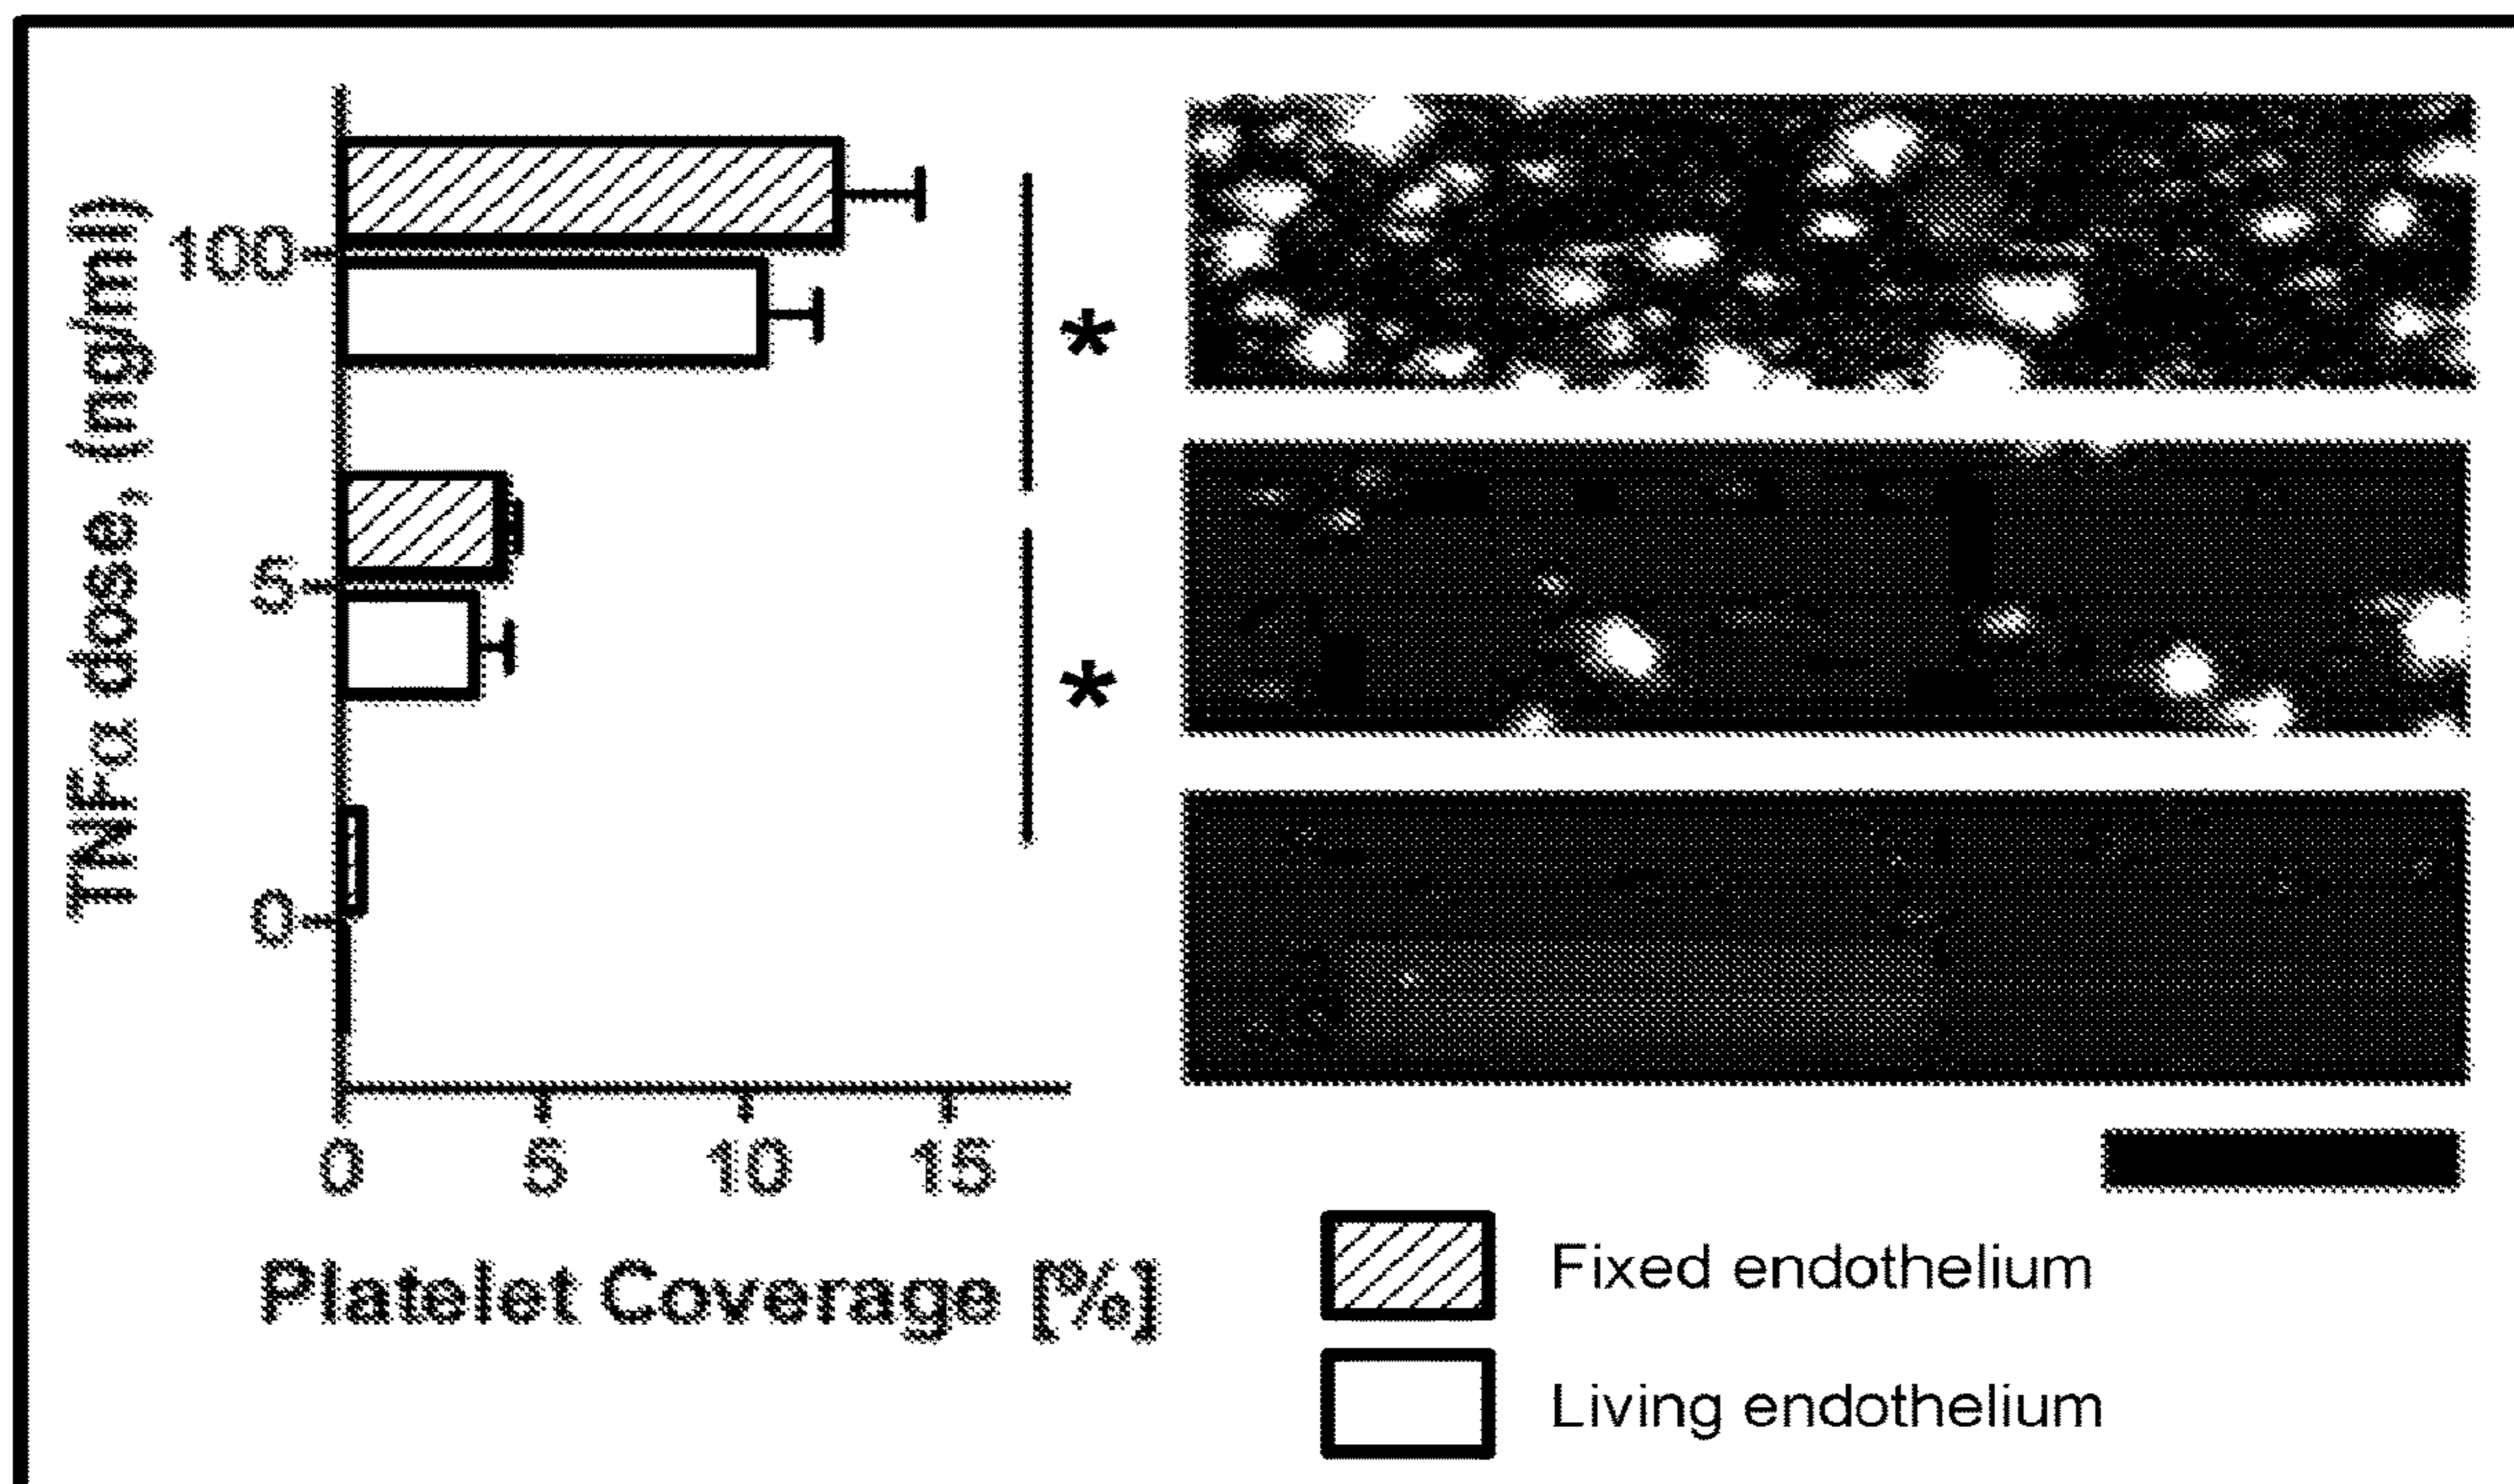 TNFα dose, (ng/ml)
100
*
5
*
0
0 5 10 15
Platelet Coverage [%]
Fixed endothelium
Living endothelium